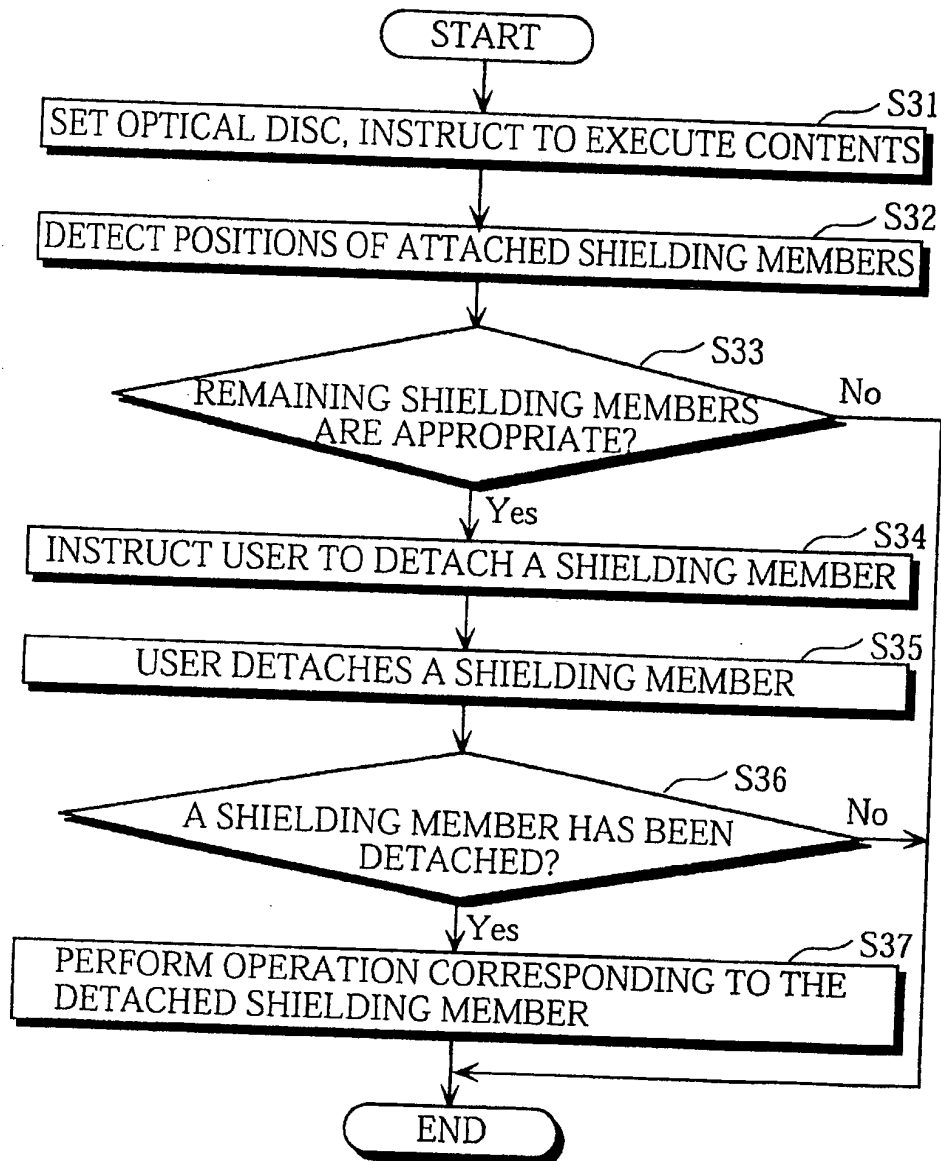 START
S31
SET OPTICAL DISC, INSTRUCT TO EXECUTE CONTENTS
S32
DETECT POSITIONS OF ATTACHED SHIELDING MEMBERS
S33
REMAINING SHIELDING MEMBERS
ARE APPROPRIATE?
No
Yes
S34
INSTRUCT USER TO DETACH A SHIELDING MEMBER
S35
USER DETACHES A SHIELDING MEMBER
S36
A SHIELDING MEMBER HAS BEEN
DETACHED?
No
Yes
S37
PERFORM OPERATION CORRESPONDING TO THE
DETACHED SHIELDING MEMBER
END